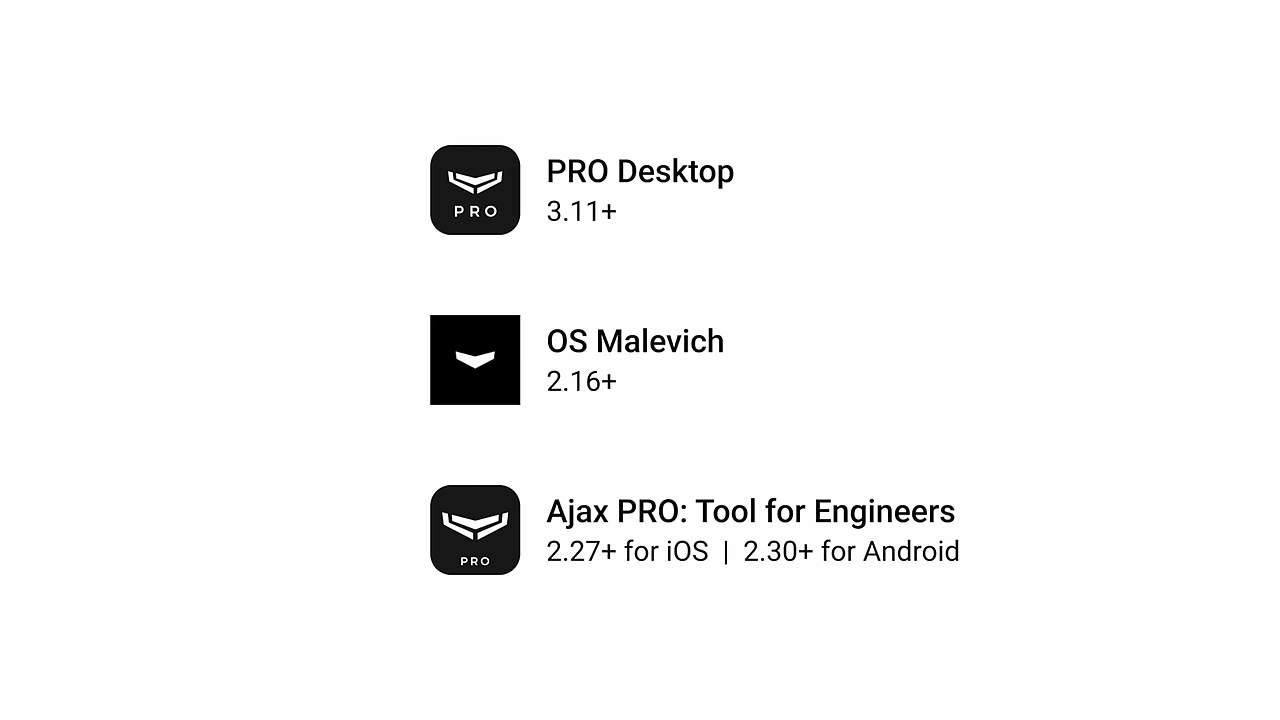 PRO
PRO Desktop
3.11+
OS Malevich
2.16+
PRO
Ajax PRO: Tool for Engineers
2.27+ for iOS | 2.30+ for Android